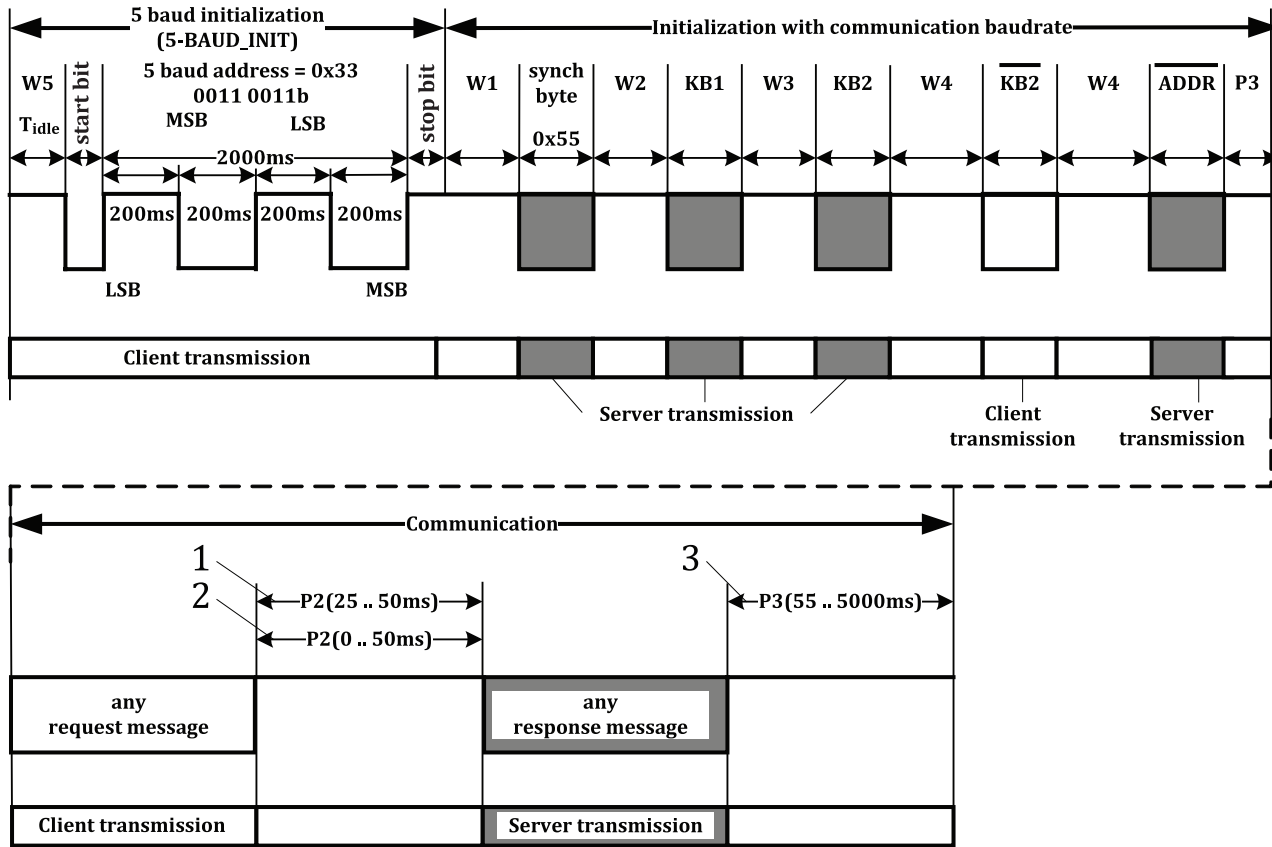 5 baud initialization
(5-BAUD_INIT)
Initialization with communication baudrate
W5
Tidle
start bit
5 baud address = 0x33
0011 0011b
MSB LSB
stop bit
W1
synch
byte
0x55
W2
KB1
W3
KB2
W4
KB2
W4
ADDR
P3
2000ms
200ms 200ms 200ms 200ms
LSB MSB
Client transmission
Server transmission
Client
transmission
Server
transmission
Communication
1
2
3
P2(25 .. 50ms)
P3(55 .. 5000ms)
P2(0 .. 50ms)
any
request message
any
response message
Client transmission
Server transmission